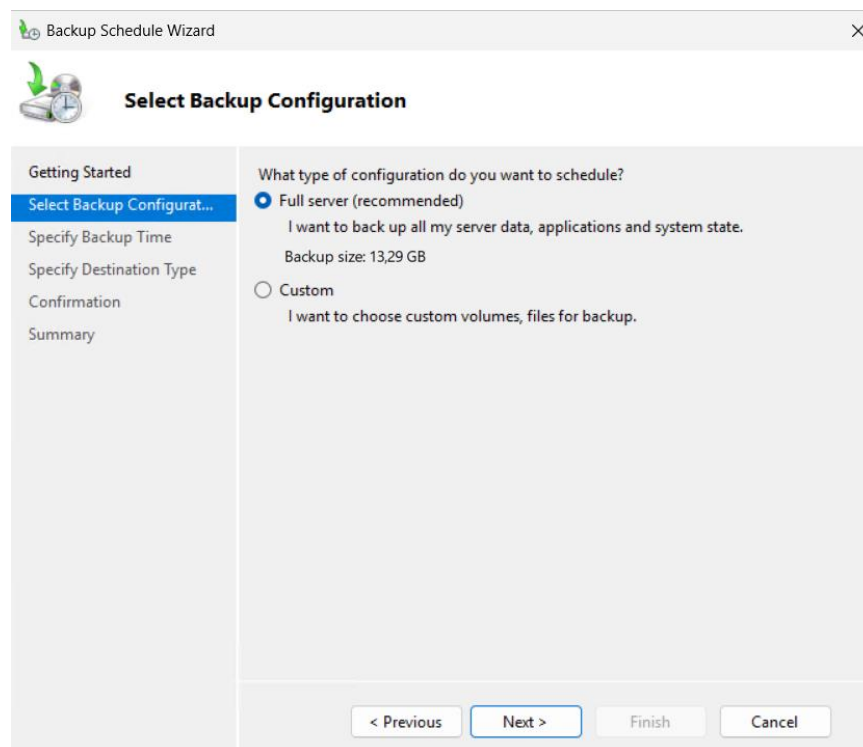 Backup Schedule Wizard
Select Backup Configuration
Getting Started
Select Backup Configurat...
Specify Backup Time
Specify Destination Type
Confirmation
Summary
What type of configuration do you want to schedule?
Full server (recommended)
I want to back up all my server data, applications and system state.
Backup size: 13,29 GB
Custom
I want to choose custom volumes, files for backup.
< Previous
Next >
Finish
Cancel